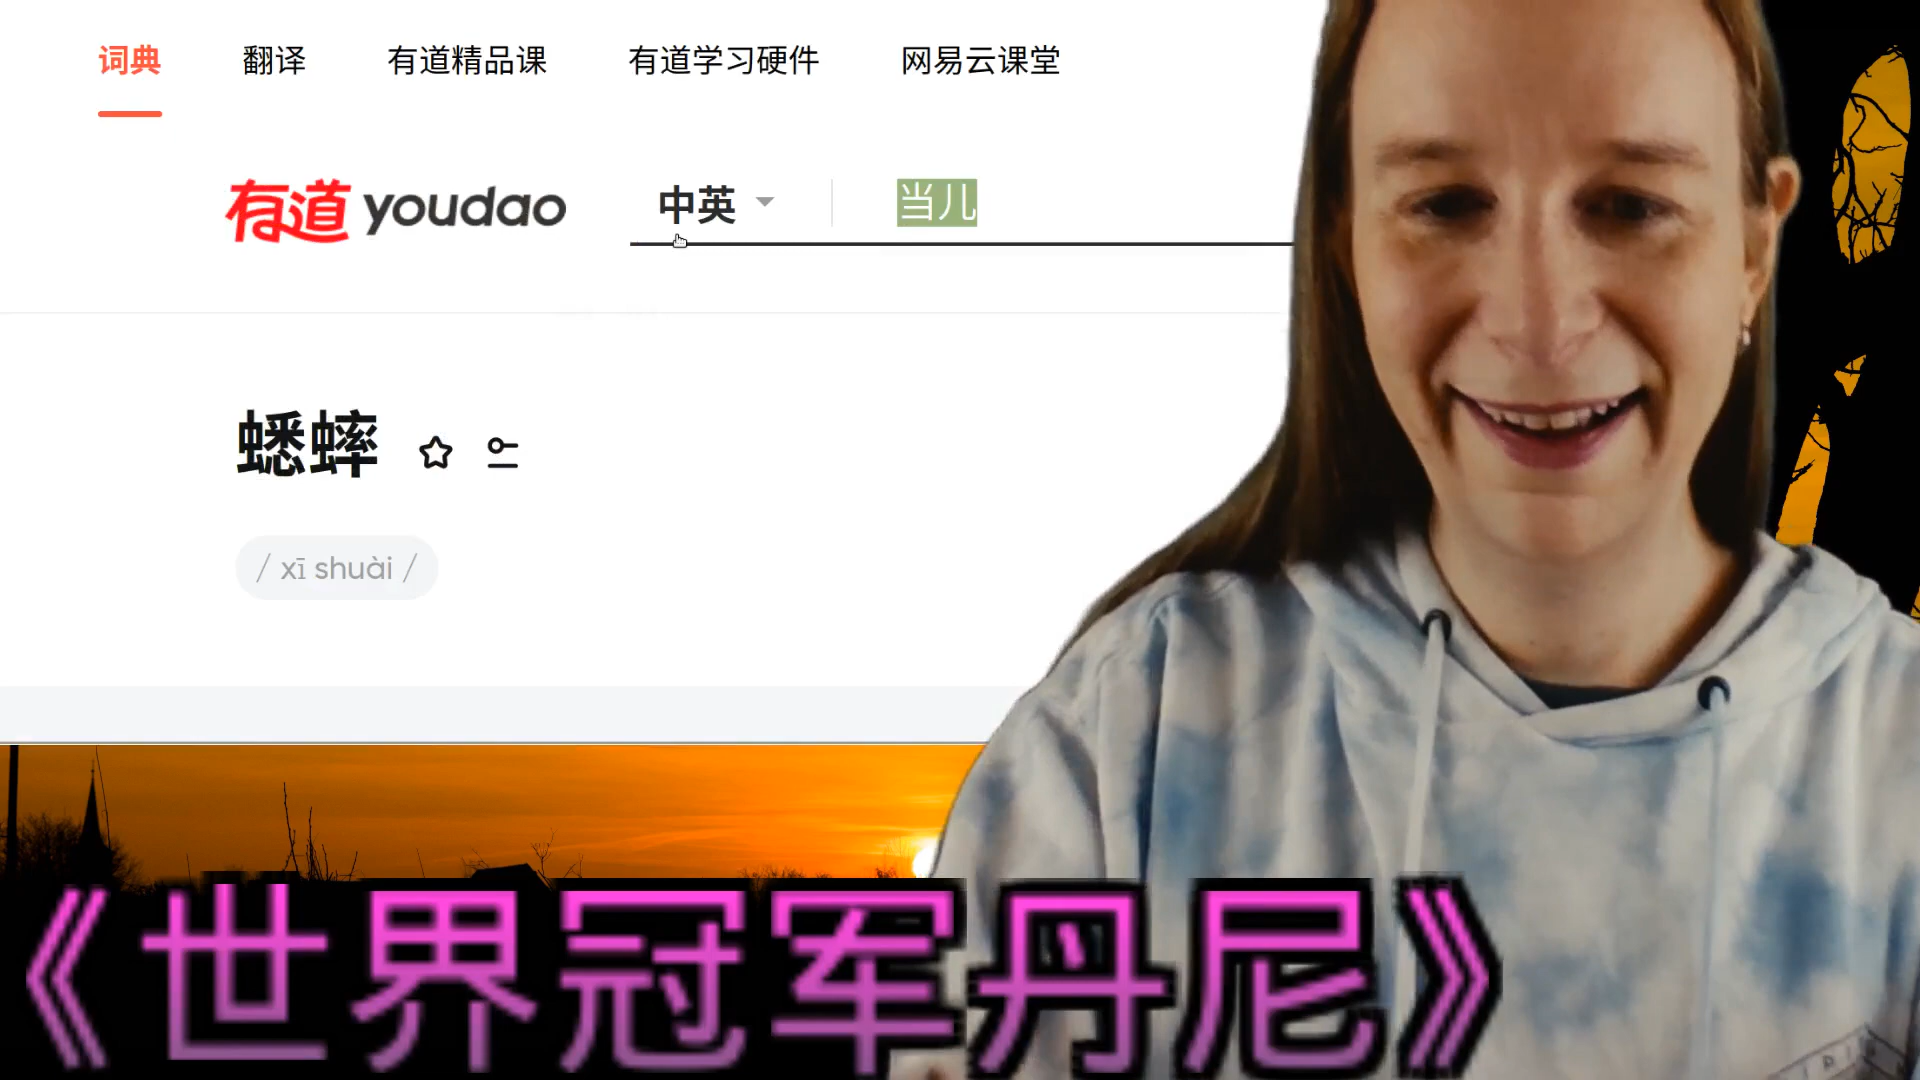 词典 翻译 有道精品课 有道学习硬件 网易云课堂
有道 youdao 中英 当儿
蟋蟀
/ xī shuài /
《世界冠军丹尼》